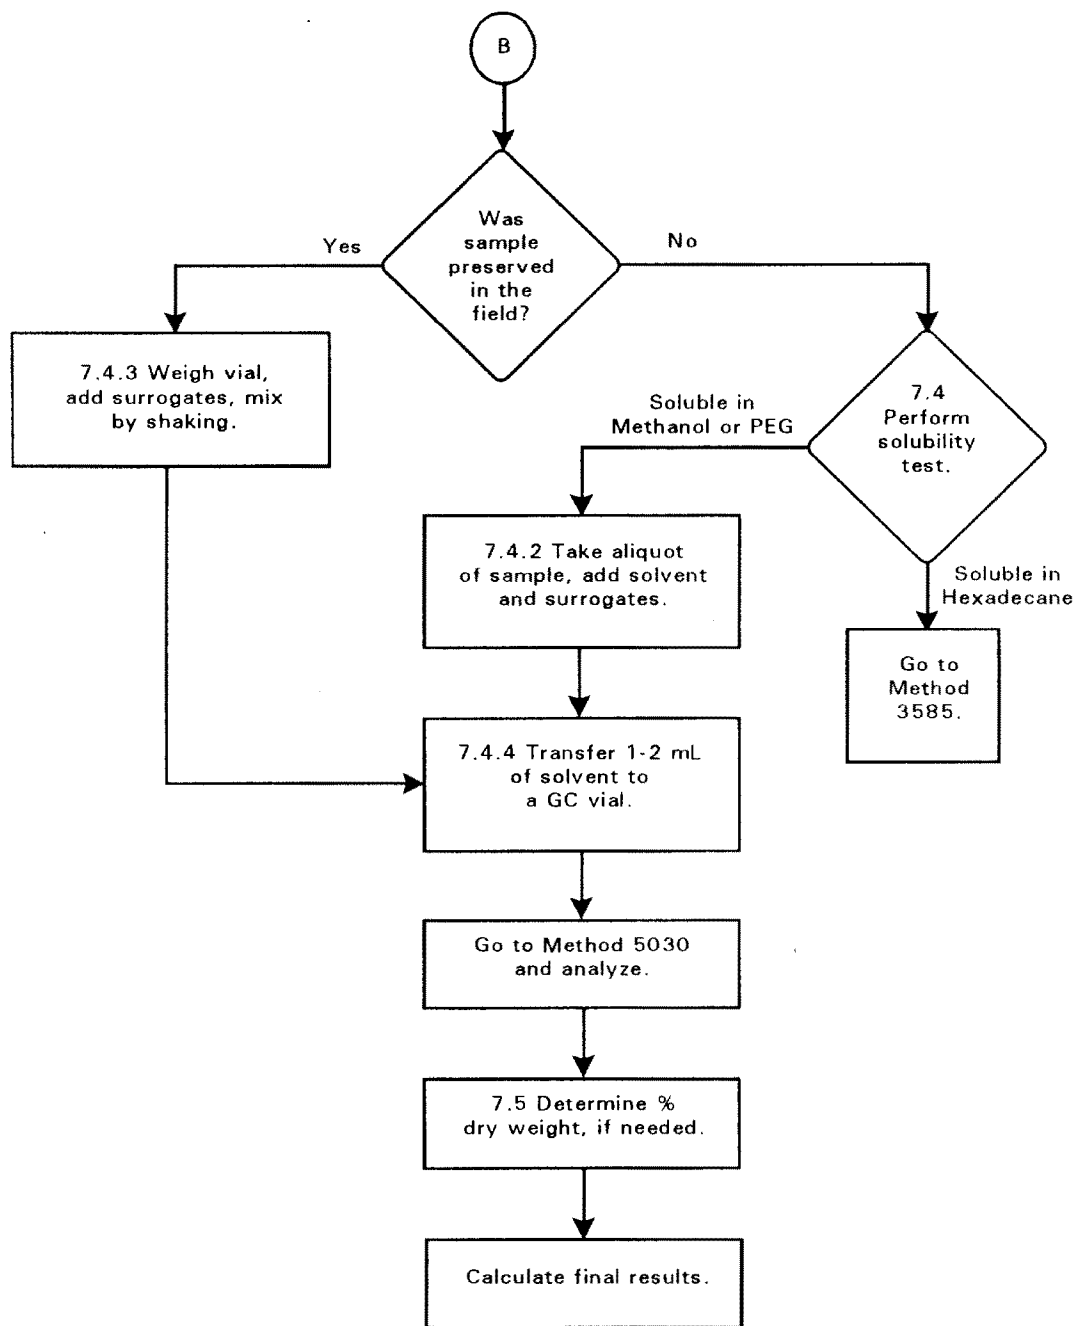 B
Was
sample
preserved
in the
field?
Yes
No
7.4.3 Weigh vial,
add surrogates, mix
by shaking.
7.4
Perform
solubility
test.
Soluble in
Methanol or PEG
7.4.2 Take aliquot
of sample, add solvent
and surrogates.
Soluble in
Hexadecane
Go to
Method
3585.
7.4.4 Transfer 1-2 mL
of solvent to
a GC vial.
Go to Method 5030
and analyze.
7.5 Determine %
dry weight, if needed.
Calculate final results.